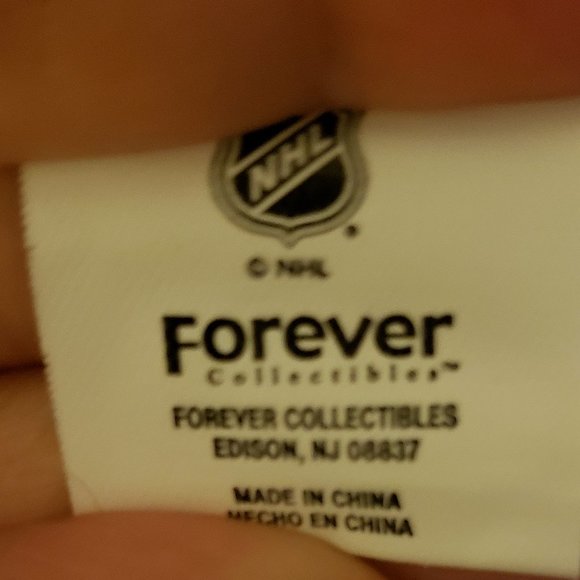 NHL
© NHL
Forever
Collectibles™
FOREVER COLLECTIBLES
EDISON, NJ 08837
MADE IN CHINA
HECHO EN CHINA